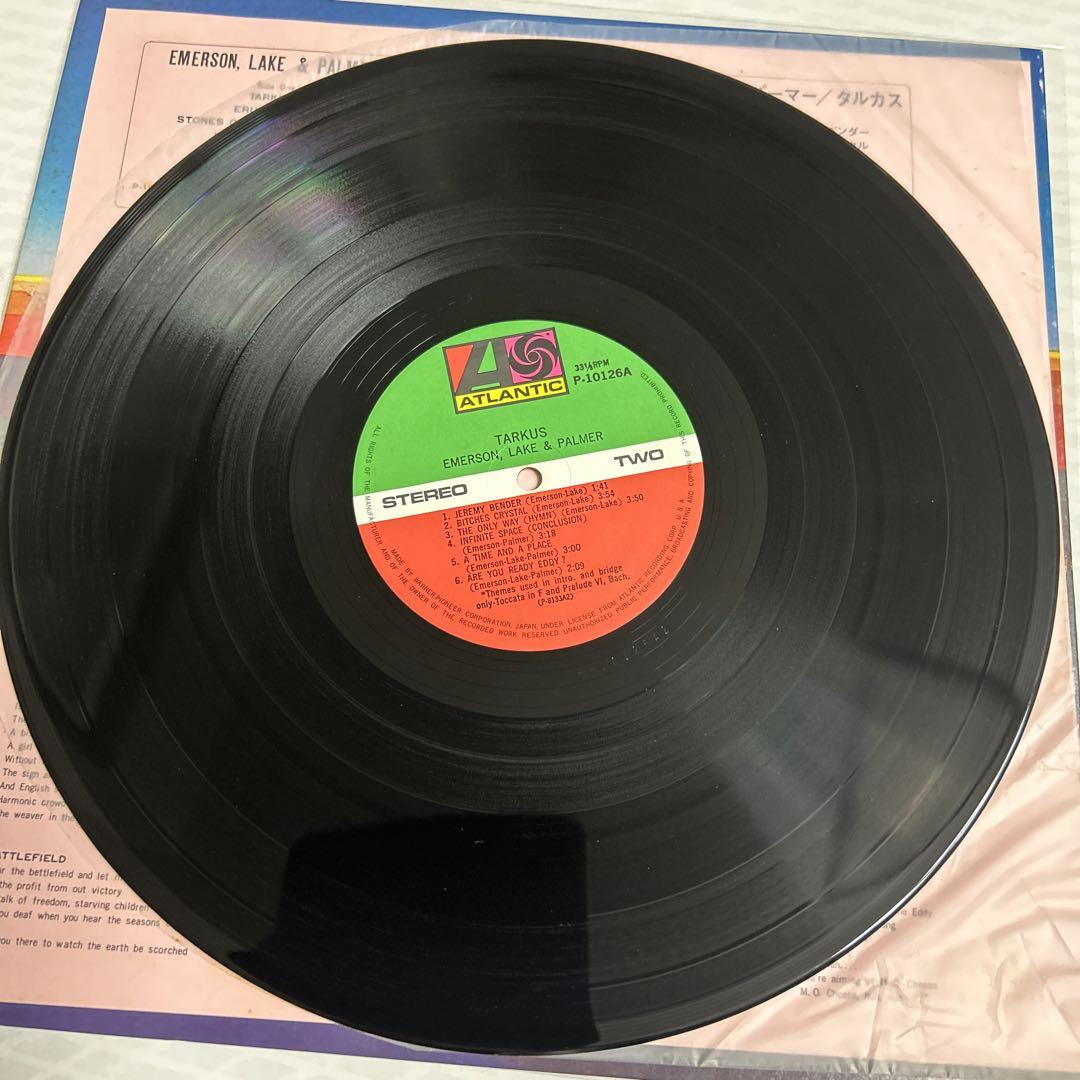 EMERSON, LAKE & PALM
TARK
STONES O
ーマー/タルカス
ンダー
ATLANTIC
33⅓RPM
P-10126A
TARKUS
EMERSON, LAKE & PALMER
STEREO
TWO
1. JEREMY BENDER (Emerson-Lake) 1:41
2. BITCHES CRYSTAL (Emerson-Lake) 3:54
3. THE ONLY WAY (HYMN) (Emerson-Lake) 3:50
4. INFINITE SPACE (CONCLUSION)
(Emerson-Palmer) 3:18
5. A TIME AND A PLACE
(Emerson-Lake-Palmer) 3:00
6. ARE YOU READY EDDY?
(Emerson-Lake-Palmer) 2:09
*Themes used in intro. and bridge
only-Toccata in F and Prelude VI, Bach.
(P-8133A2)
MADE BY WARNER-PIONEER CORPORATION, JAPAN, UNDER LICENSE FROM ATLANTIC RECORDING CORP., U.S.A.
ALL RIGHTS OF THE MANUFACTURER AND OF THE OWNER OF THE RECORDED WORK RESERVED. UNAUTHORIZED PUBLIC PERFORMANCE, BROADCASTING AND COPYING OF THIS RECORD PROHIBITED.
A girl
Without
The sign a
And English
Harmonic crowd
he weaver in the
ATTLEFIELD
r the bettlefield and let m
the profit from out victory
alk of freedom, starving children
ou deaf when you hear the seasons
ou there to watch the earth be scorched
Eddy
M. O. Cheese,